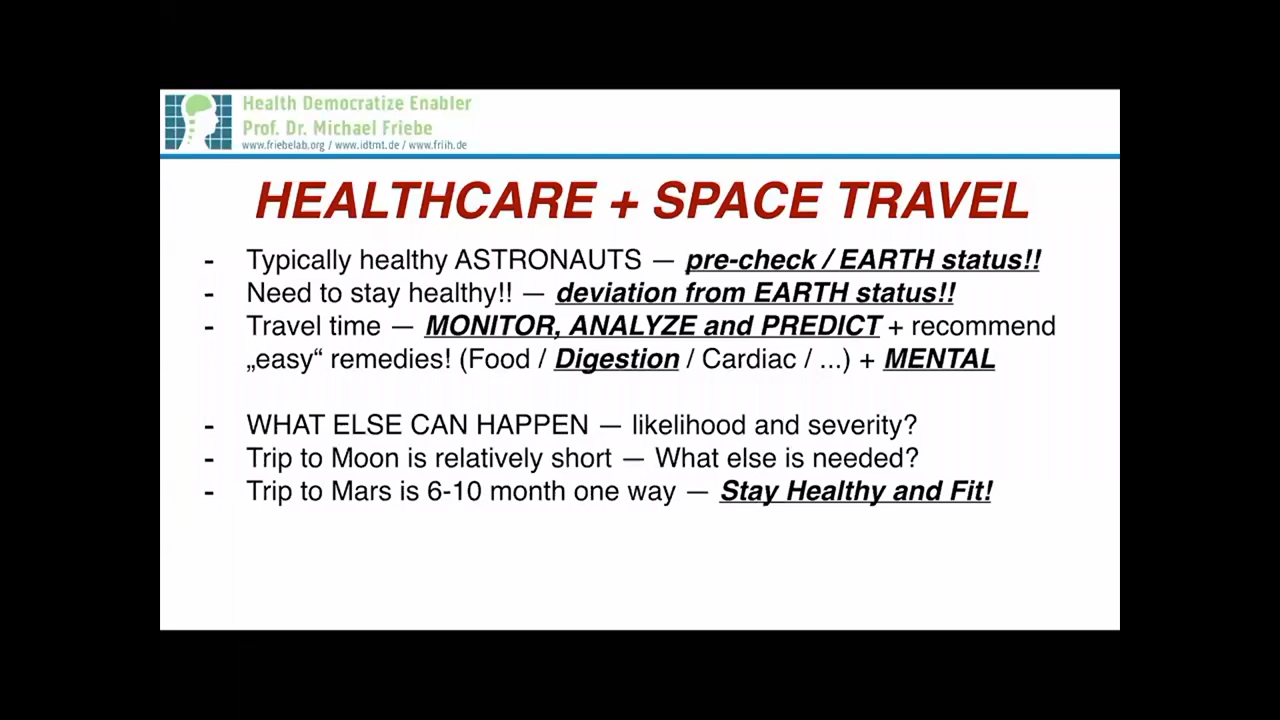 Health Democratize Enabler
Prof. Dr. Michael Friebe
www.friebelab.org / www.idtmt.de / www.friih.de
HEALTHCARE + SPACE TRAVEL
- Typically healthy ASTRONAUTS — pre-check / EARTH status!!
- Need to stay healthy!! — deviation from EARTH status!!
- Travel time — MONITOR, ANALYZE and PREDICT + recommend
„easy“ remedies! (Food / Digestion / Cardiac / ...) + MENTAL
- WHAT ELSE CAN HAPPEN — likelihood and severity?
- Trip to Moon is relatively short — What else is needed?
- Trip to Mars is 6-10 month one way — Stay Healthy and Fit!